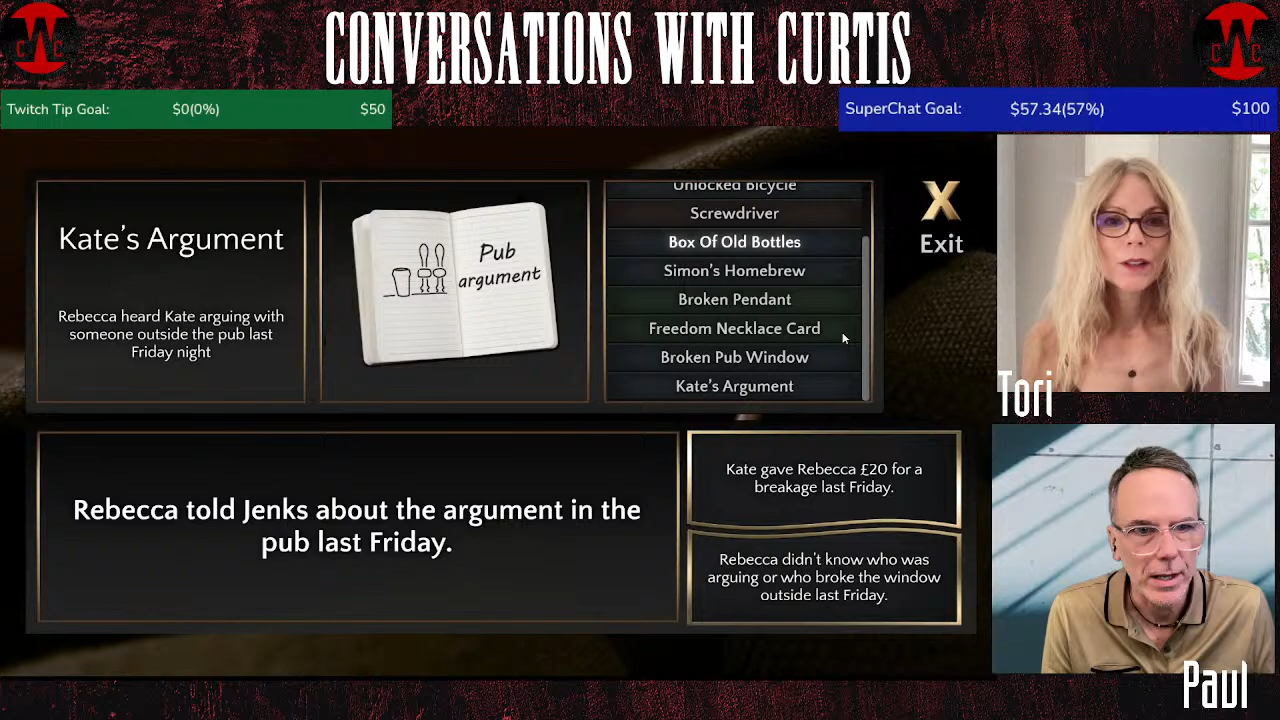 CONVERSATIONS WITH CURTIS
CWC
CWC
Twitch Tip Goal: $0(0%) $50
SuperChat Goal: $57.34(57%) $100
Kate's Argument
Rebecca heard Kate arguing with
someone outside the pub last
Friday night
Pub
argument
Unlocked Bicycle
Screwdriver
Box Of Old Bottles
Simon's Homebrew
Broken Pendant
Freedom Necklace Card
Broken Pub Window
Kate's Argument
X
Exit
Tori
Rebecca told Jenks about the argument in the
pub last Friday.
Kate gave Rebecca £20 for a
breakage last Friday.
Rebecca didn't know who was
arguing or who broke the window
outside last Friday.
Paul